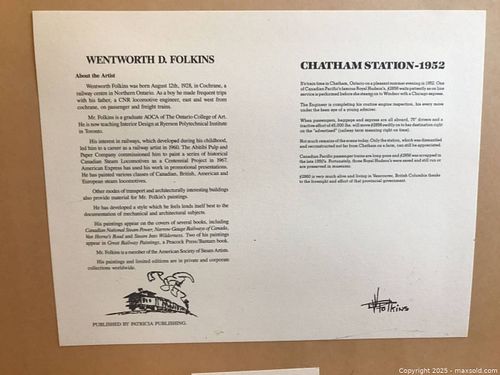 WENTWORTH D. FOLKINS
About the Artist
Wentworth Folkins was born August 12th, 1928, in Cochrane, a
railway centre in Northern Ontario. As a boy he made frequent trips
with his father, a CNR locomotive engineer, east and west from
cochrane, on passenger and freight trains.
Mr. Folkins is a graduate AOCA of The Ontario College of Art.
He is now teaching Interior Design at Ryerson Polytechnical Institute
in Toronto.
His interest in railways, which developed during his childhood,
led him to a career as a railway artist in 1960. The Abitibi Pulp and
Paper Company commissioned him to paint a series of historical
Canadian Steam Locomotives as a Centennial Project in 1967.
American Express has used his work in promotional presentations.
He has painted various classes of Canadian, British, American and
European steam locomotives.
Other modes of transport and architecturally interesting buildings
also provide material for Mr. Folkin's paintings.
He has developed a style which he feels lends itself best to the
documentation of mechanical and architectural subjects.
His paintings appear on the covers of several books, including
Canadian National Steam Power, Narrow Gauge Railways of Canada,
Van Horne's Road and Steam Into Wilderness. Two of his paintings
appear in Great Railway Paintings, a Peacock Press/Bantam book.
Mr. Folkins is a member of the American Society of Steam Artists.
His paintings and limited editions are in private and corporate
collections worldwide.
PUBLISHED BY PATRICIA PUBLISHING.
CHATHAM STATION-1952
It's train time in Chatham, Ontario on a pleasant summer evening in 1952. One
of Canadian Pacific's famous Royal Hudson's, #2856 waits patiently as on line
service is performed before she steams on to Windsor with a Chicago express.
The Engineer is completing his routine engine inspection, his every move
under the keen eye of a young admirer.
When passengers, baggage and express are all aboard, 75" drivers and a
tractive effort of 45,000 lbs. will move #2856 swiftly on to her destination right
on the "advertised" (railway term meaning right on time).
Not much remains of the scene today. Only the station, which was dismantled
and reconstructed not far from Chatham on a farm, can still be appreciated.
Canadian Pacific passenger trains are long gone and #2856 was scrapped in
the late 1950's. Fortunately, three Royal Hudson's were saved and still run or
are preserved in museums.
#2860 is very much alive and living in Vancouver, British Columbia thanks
to the foresight and effort of that provincial government.
W Folkins
Copyright 2025 - maxsold.com